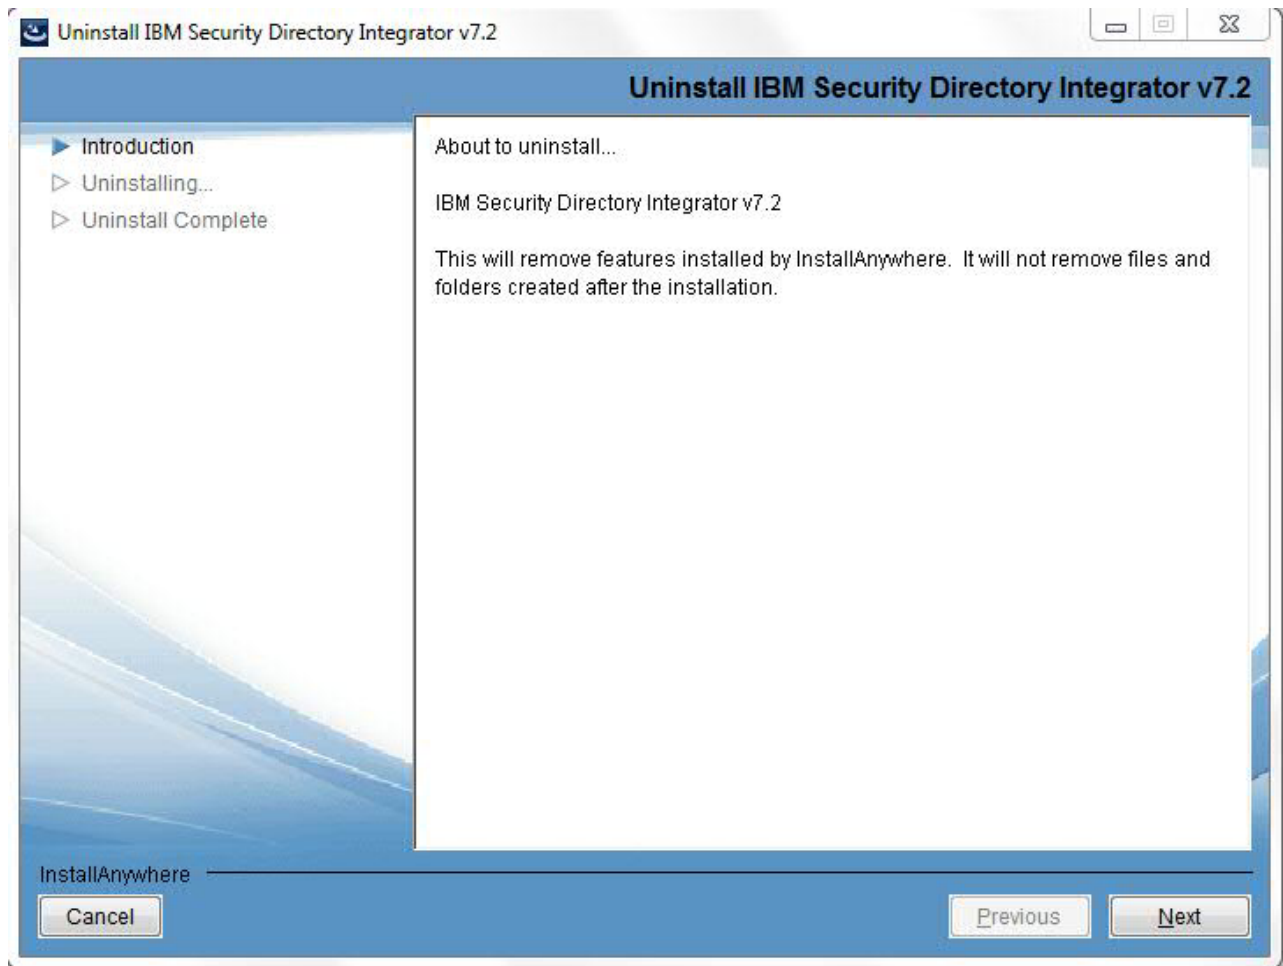 Uninstall IBM Security Directory Integrator v7.2
Uninstall IBM Security Directory Integrator v7.2
Introduction
Uninstalling...
Uninstall Complete
About to uninstall...
IBM Security Directory Integrator v7.2
This will remove features installed by InstallAnywhere. It will not remove files and
folders created after the installation.
InstallAnywhere
Cancel
Previous
Next